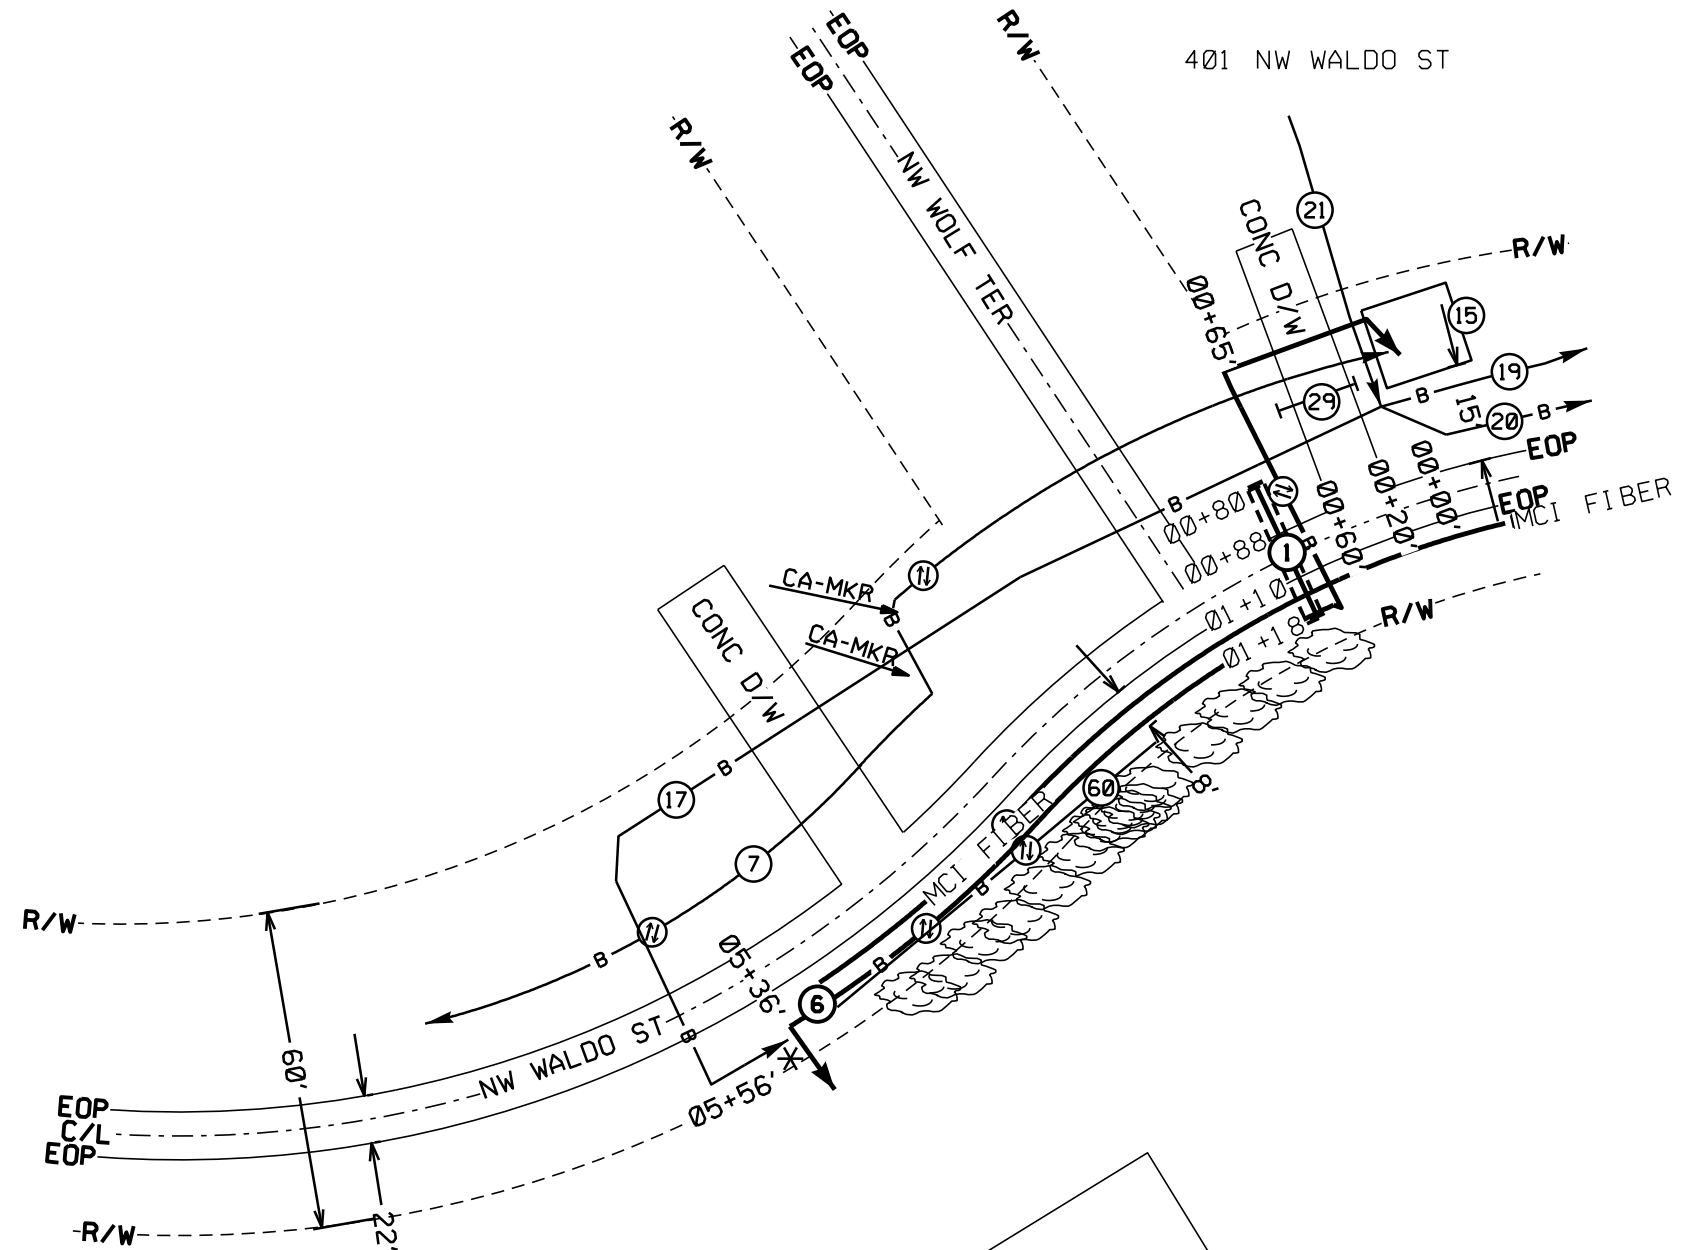 EOP
EOP
R/W
401 NW WALDO ST
R/W
NW WOLF TER
CONC D/W
21
R/W
00+65'
15
19
29
15'
20
B
B
EOP
EOP
MCI FIBER
00+00'
00+20'
00+60'
00+80
00+88
01+10
01+18
1
B
B
R/W
CA-MKR
B
CA-MKR
CONC D/W
8'
60
MCI FIBER
B
B
17
B
7
B
R/W
05+36'
6
B
NW WALDO ST
05+56'
60'
EOP
C/L
EOP
R/W
22'